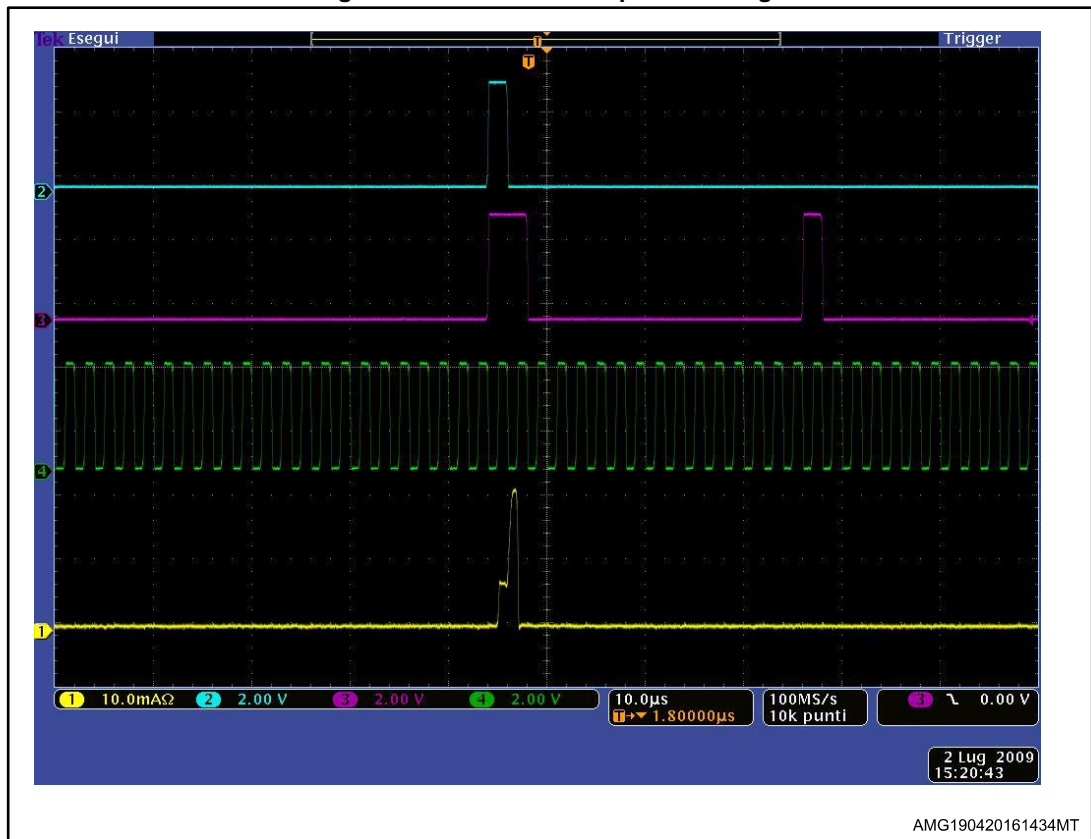 Tek Esegui
Trigger
T
T
2
3
4
1
1 10.0mAΩ 2 2.00 V 3 2.00 V 4 2.00 V
10.0µs
T→▼ 1.80000µs
100MS/s
10k punti
3 0.00 V
2 Lug 2009
15:20:43
AMG190420161434MT